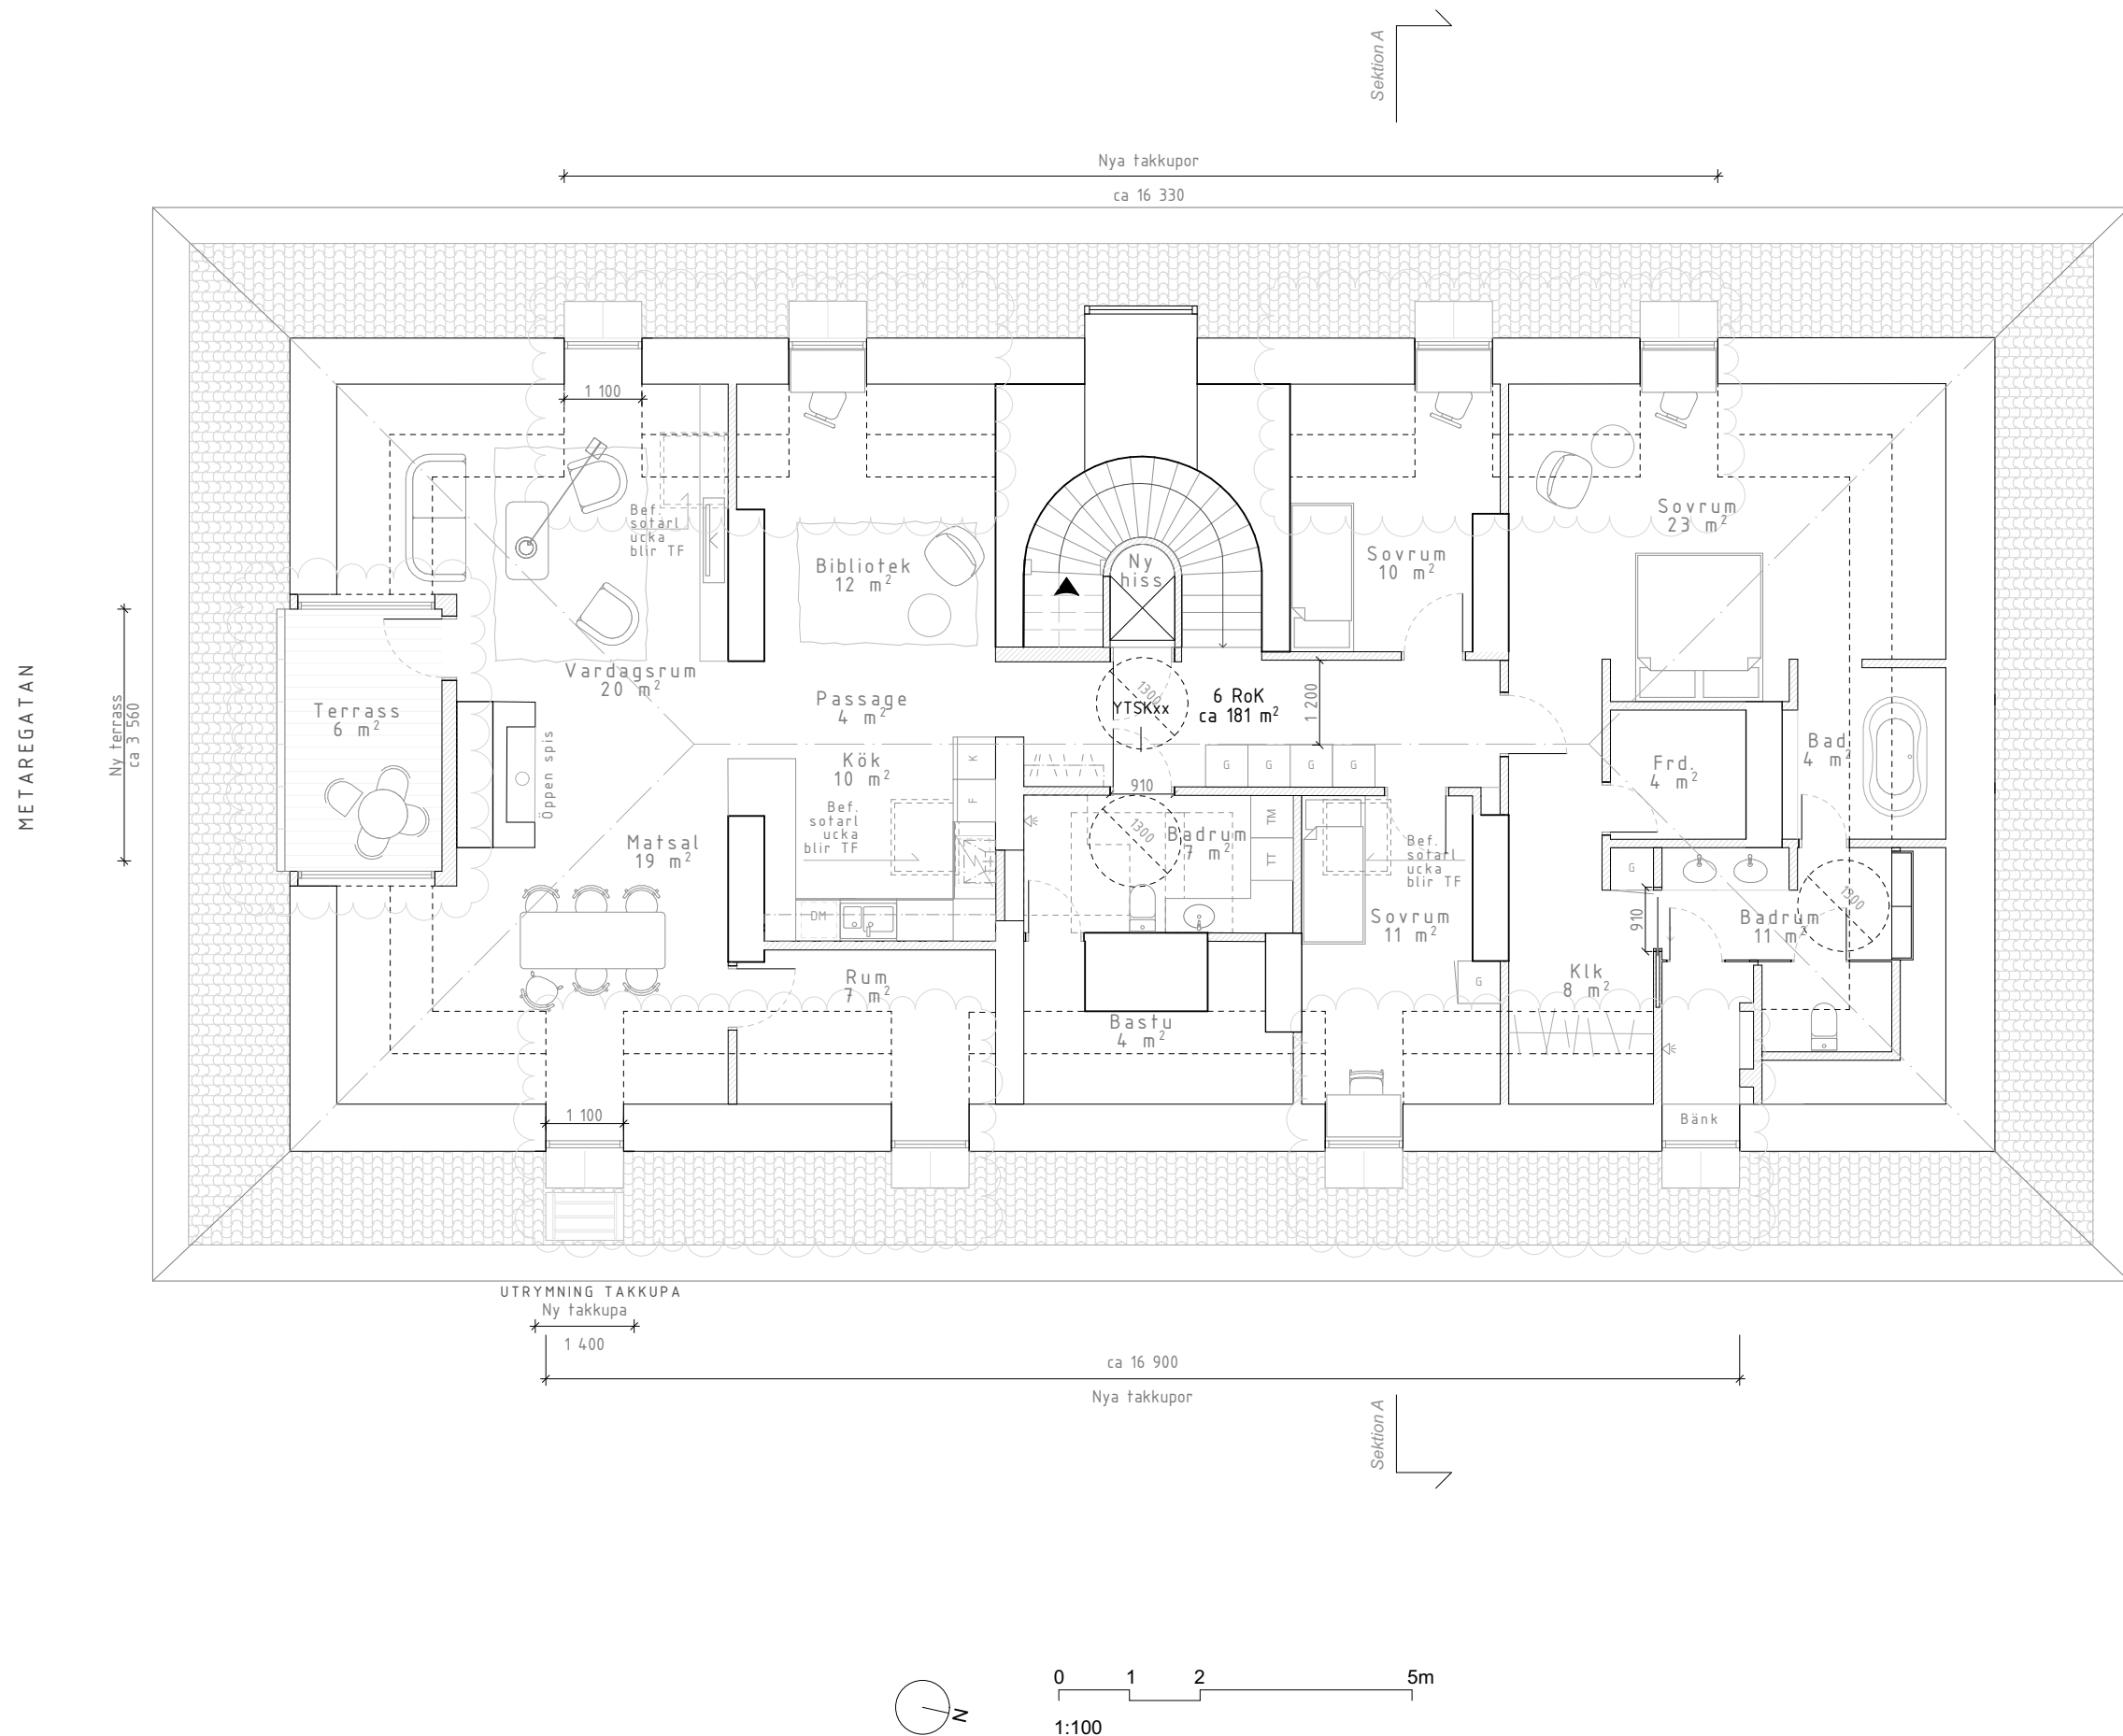 Sektion A
Nya takkupor
ca 16 330
1 100
Bef.
sotarl
ucka
blir TF
Bibliotek
12 m²
Ny
hiss
Sovrum
10 m²
Sovrum
23 m²
METAREGATAN
Ny terrass
ca 3 560
Terrass
6 m²
Vardagsrum
20 m²
Öppen spis
Passage
4 m²
1300
YTSKxx
6 RoK
ca 181 m²
1 200
Kök
10 m²
K
F
G
G
G
G
910
Frd.
4 m²
Bad
4 m²
Matsal
19 m²
Bef.
sotarl
ucka
blir TF
1300
Badrum
7 m²
TM
TT
Bef.
sotarl
ucka
blir TF
G
DM
Sovrum
11 m²
910
Badrum
11 m²
1300
Rum
7 m²
G
Klk
8 m²
Bastu
4 m²
1 100
Bänk
UTRYMNING TAKKUPA
Ny takkupa
1 400
ca 16 900
Nya takkupor
Sektion A
N
0 1 2 5m
1:100